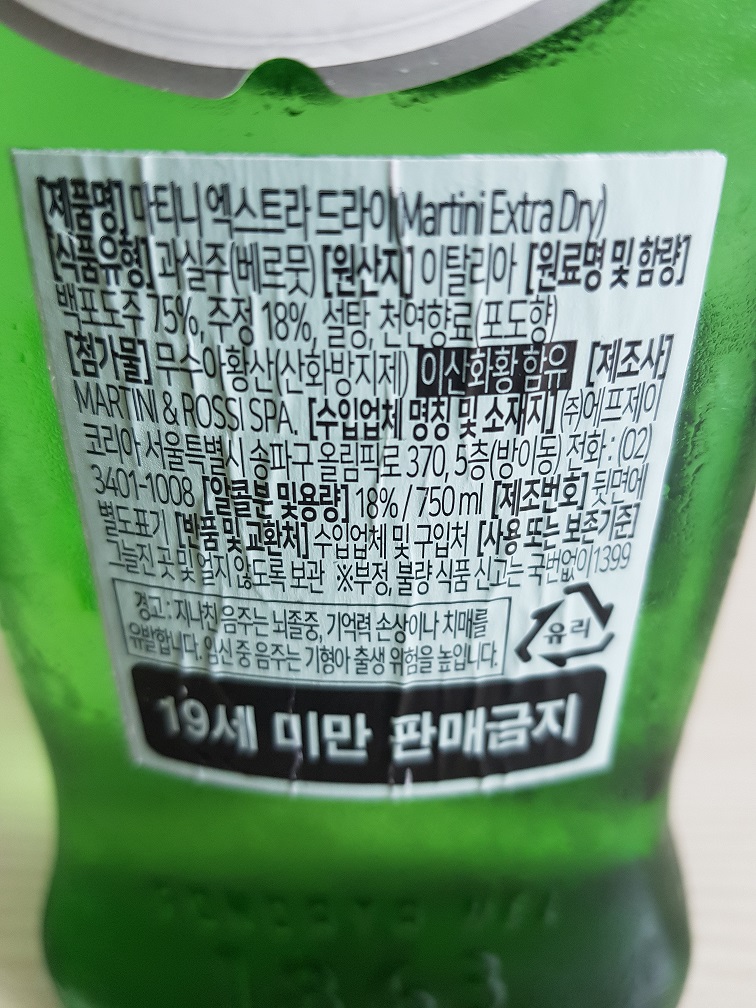 [제품명] 마티니 엑스트라 드라이(Martini Extra Dry)
[식품유형] 과실주(베르뭇) [원산지] 이탈리아 [원료명 및 함량]
백포도주 75%, 주정 18%, 설탕, 천연향료(포도향)
[첨가물] 무수아황산(산화방지제) 이산화황 함유 [제조사]
MARTINI & ROSSI SPA. [수입업체 명칭 및 소재지] (주)에프제이
코리아 서울특별시 송파구 올림픽로 370, 5층(방이동) 전화 : (02)
3401-1008 [알콜분 및 용량] 18% / 750 ml [제조번호] 뒷면에
별도표기 [반품 및 교환처] 수입업체 및 구입처 [사용 또는 보존기준]
그늘진 곳 및 얼지 않도록 보관 ※부정, 불량 식품 신고는 국번없이 1399
경고 : 지나친 음주는 뇌졸중, 기억력 손상이나 치매를
유발합니다. 임신 중 음주는 기형아 출생 위험을 높입니다.
유리
19세 미만 판매금지